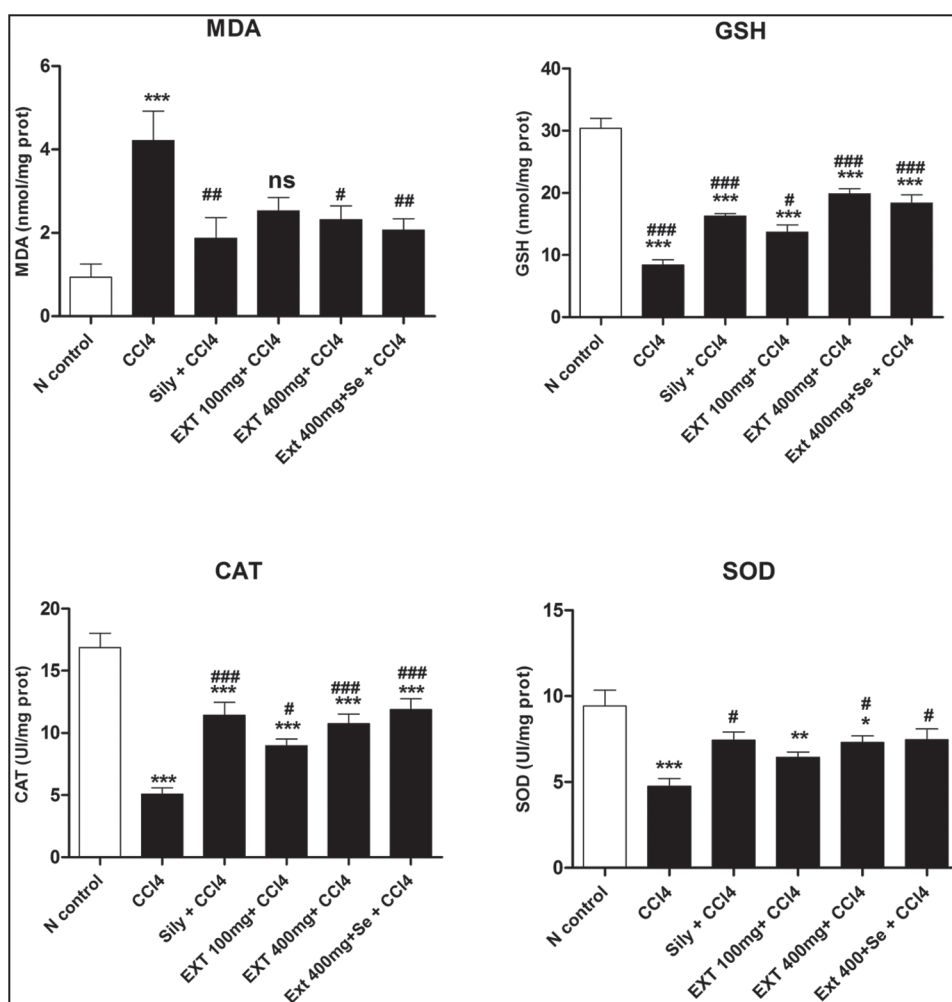 MDA
MDA (nmol/mg prot)
6
4
2
0
***
##
ns
#
##
N control
CCl4
Sily + CCl4
EXT 100mg+ CCl4
EXT 400mg+ CCl4
Ext 400mg+Se + CCl4
GSH
GSH (nmol/mg prot)
40
30
20
10
0
###
***
###
***
#
***
###
***
###
***
N control
CCl4
Sily + CCl4
EXT 100mg+ CCl4
EXT 400mg+ CCl4
Ext 400mg+Se + CCl4
CAT
CAT (UI/mg prot)
20
15
10
5
0
***
###
***
#
***
###
***
###
***
N control
CCl4
Sily + CCl4
EXT 100mg+ CCl4
EXT 400mg+ CCl4
Ext 400mg+Se + CCl4
SOD
SOD (UI/mg prot)
15
10
5
0
***
#
**
#
*
#
N control
CCl4
Sily + CCl4
EXT 100mg+ CCl4
EXT 400mg+ CCl4
Ext 400+Se + CCl4